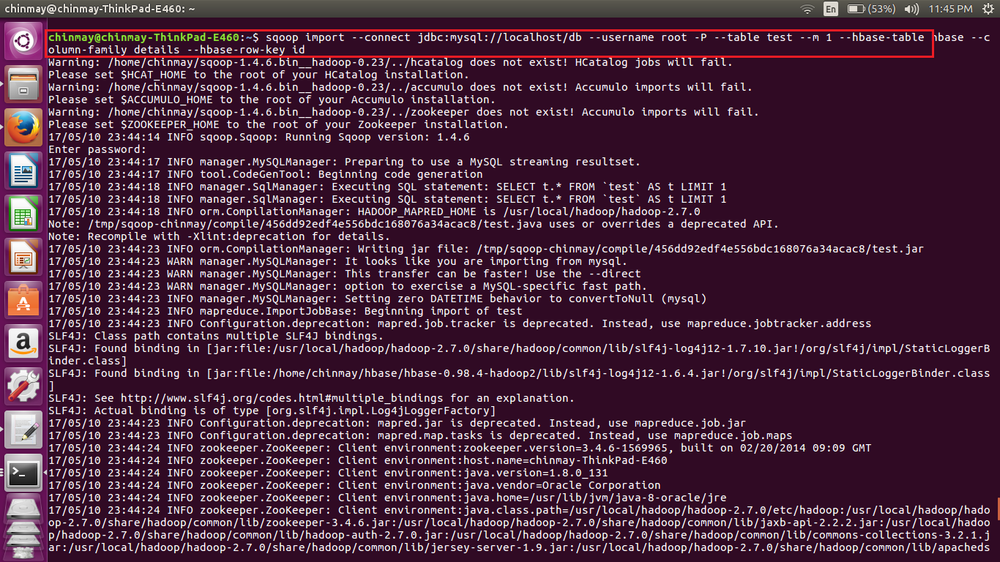 chinmay@chinmay-ThinkPad-E460: ~
En
(53%)
11:45 PM
chinmay@chinmay-ThinkPad-E460:~$ sqoop import --connect jdbc:mysql://localhost/db --username root -P --table test --m 1 --hbase-table hbase --c
olumn-family details --hbase-row-key id
Warning: /home/chinmay/sqoop-1.4.6.bin__hadoop-0.23/../hcatalog does not exist! HCatalog jobs will fail.
Please set $HCAT_HOME to the root of your HCatalog installation.
Warning: /home/chinmay/sqoop-1.4.6.bin__hadoop-0.23/../accumulo does not exist! Accumulo imports will fail.
Please set $ACCUMULO_HOME to the root of your Accumulo installation.
Warning: /home/chinmay/sqoop-1.4.6.bin__hadoop-0.23/../zookeeper does not exist! Accumulo imports will fail.
Please set $ZOOKEEPER_HOME to the root of your Zookeeper installation.
17/05/10 23:44:14 INFO sqoop.Sqoop: Running Sqoop version: 1.4.6
Enter password:
17/05/10 23:44:17 INFO manager.MySQLManager: Preparing to use a MySQL streaming resultset.
17/05/10 23:44:17 INFO tool.CodeGenTool: Beginning code generation
17/05/10 23:44:18 INFO manager.SqlManager: Executing SQL statement: SELECT t.* FROM `test` AS t LIMIT 1
17/05/10 23:44:18 INFO manager.SqlManager: Executing SQL statement: SELECT t.* FROM `test` AS t LIMIT 1
17/05/10 23:44:18 INFO orm.CompilationManager: HADOOP_MAPRED_HOME is /usr/local/hadoop/hadoop-2.7.0
Note: /tmp/sqoop-chinmay/compile/456dd92edf4e556bdc168076a34acac8/test.java uses or overrides a deprecated API.
Note: Recompile with -Xlint:deprecation for details.
17/05/10 23:44:23 INFO orm.CompilationManager: Writing jar file: /tmp/sqoop-chinmay/compile/456dd92edf4e556bdc168076a34acac8/test.jar
17/05/10 23:44:23 WARN manager.MySQLManager: It looks like you are importing from mysql.
17/05/10 23:44:23 WARN manager.MySQLManager: This transfer can be faster! Use the --direct
17/05/10 23:44:23 WARN manager.MySQLManager: option to exercise a MySQL-specific fast path.
17/05/10 23:44:23 INFO manager.MySQLManager: Setting zero DATETIME behavior to convertToNull (mysql)
17/05/10 23:44:23 INFO mapreduce.ImportJobBase: Beginning import of test
17/05/10 23:44:23 INFO Configuration.deprecation: mapred.job.tracker is deprecated. Instead, use mapreduce.jobtracker.address
SLF4J: Class path contains multiple SLF4J bindings.
SLF4J: Found binding in [jar:file:/usr/local/hadoop/hadoop-2.7.0/share/hadoop/common/lib/slf4j-log4j12-1.7.10.jar!/org/slf4j/impl/StaticLoggerB
inder.class]
SLF4J: Found binding in [jar:file:/home/chinmay/hbase/hbase-0.98.4-hadoop2/lib/slf4j-log4j12-1.6.4.jar!/org/slf4j/impl/StaticLoggerBinder.class
]
SLF4J: See http://www.slf4j.org/codes.html#multiple_bindings for an explanation.
SLF4J: Actual binding is of type [org.slf4j.impl.Log4jLoggerFactory]
17/05/10 23:44:23 INFO Configuration.deprecation: mapred.jar is deprecated. Instead, use mapreduce.job.jar
17/05/10 23:44:23 INFO Configuration.deprecation: mapred.map.tasks is deprecated. Instead, use mapreduce.job.maps
17/05/10 23:44:24 INFO zookeeper.ZooKeeper: Client environment:zookeeper.version=3.4.6-1569965, built on 02/20/2014 09:09 GMT
17/05/10 23:44:24 INFO zookeeper.ZooKeeper: Client environment:host.name=chinmay-ThinkPad-E460
17/05/10 23:44:24 INFO zookeeper.ZooKeeper: Client environment:java.version=1.8.0_131
17/05/10 23:44:24 INFO zookeeper.ZooKeeper: Client environment:java.vendor=Oracle Corporation
17/05/10 23:44:24 INFO zookeeper.ZooKeeper: Client environment:java.home=/usr/lib/jvm/java-8-oracle/jre
17/05/10 23:44:24 INFO zookeeper.ZooKeeper: Client environment:java.class.path=/usr/local/hadoop/hadoop-2.7.0/etc/hadoop:/usr/local/hadoop/hado
op-2.7.0/share/hadoop/common/lib/zookeeper-3.4.6.jar:/usr/local/hadoop/hadoop-2.7.0/share/hadoop/common/lib/jaxb-api-2.2.2.jar:/usr/local/hadoo
p/hadoop-2.7.0/share/hadoop/common/lib/hadoop-auth-2.7.0.jar:/usr/local/hadoop/hadoop-2.7.0/share/hadoop/common/lib/commons-collections-3.2.1.j
ar:/usr/local/hadoop/hadoop-2.7.0/share/hadoop/common/lib/jersey-server-1.9.jar:/usr/local/hadoop/hadoop-2.7.0/share/hadoop/common/lib/apacheds